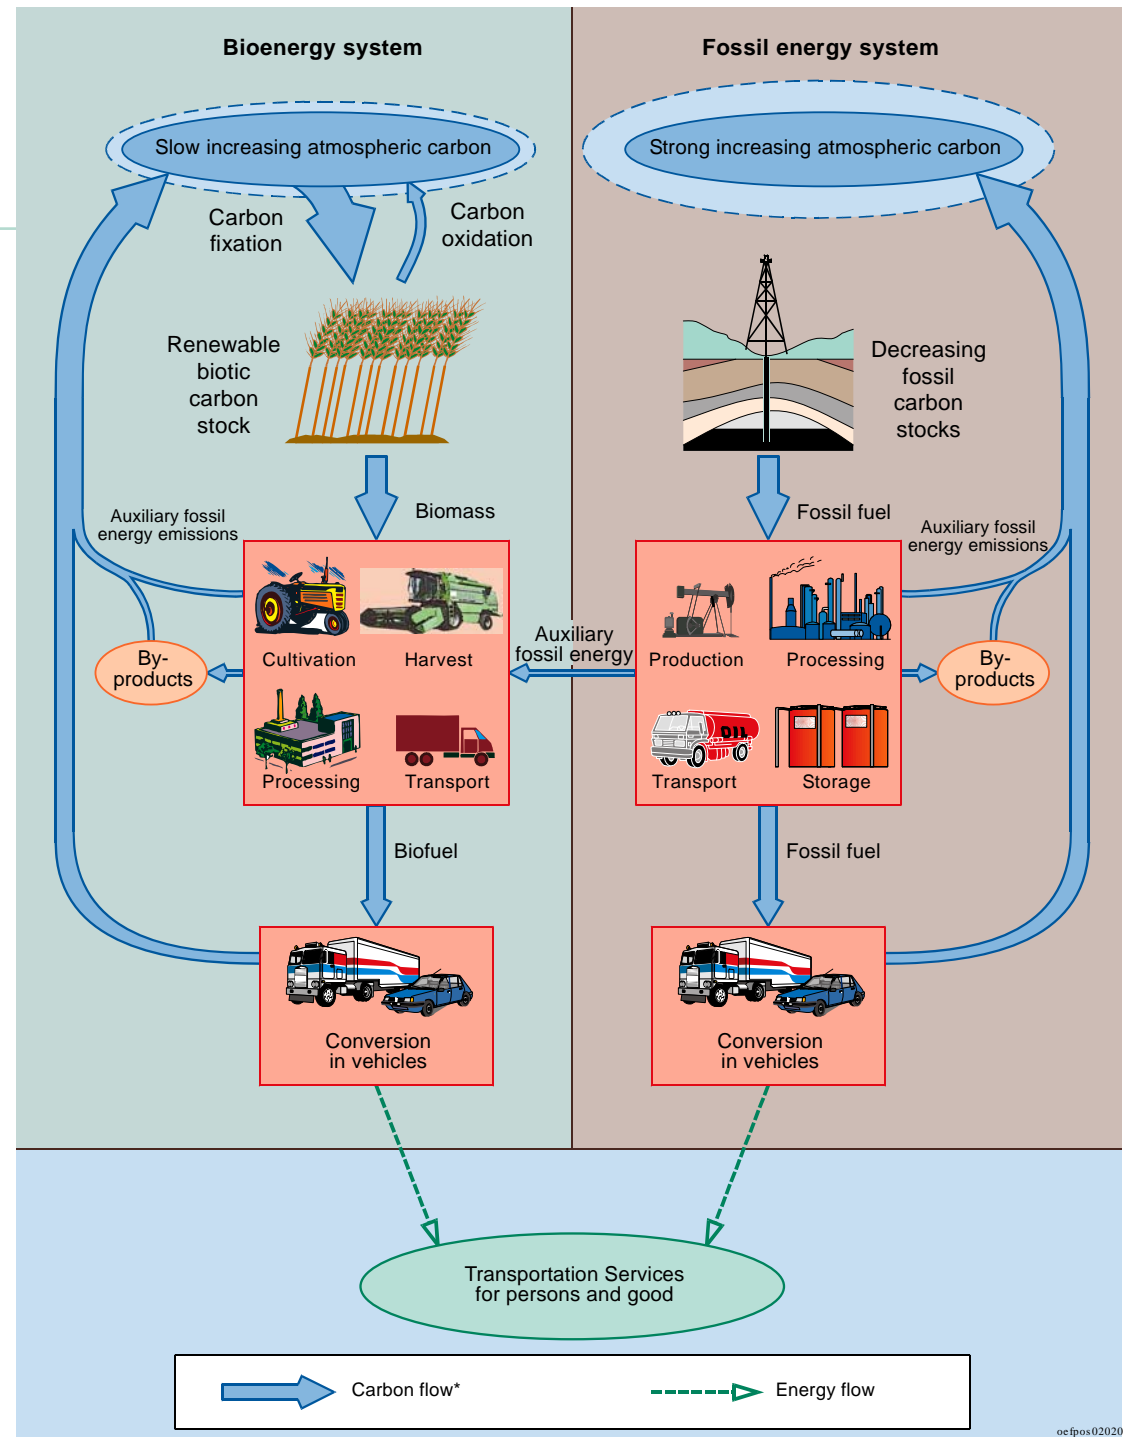 Bioenergy system
Fossil energy system
Slow increasing atmospheric carbon
Strong increasing atmospheric carbon
Carbon
fixation
Carbon
oxidation
Renewable
biotic
carbon
stock
Decreasing
fossil
carbon
stocks
Biomass
Fossil fuel
Auxiliary fossil
energy emissions
Auxiliary fossil
energy emissions
Cultivation
Harvest
Auxiliary
fossil energy
Production
Processing
By-
products
By-
products
OIL
Processing
Transport
Transport
Storage
Biofuel
Fossil fuel
Conversion
in vehicles
Conversion
in vehicles
Transportation Services
for persons and good
Carbon flow*
Energy flow
oefpos02020